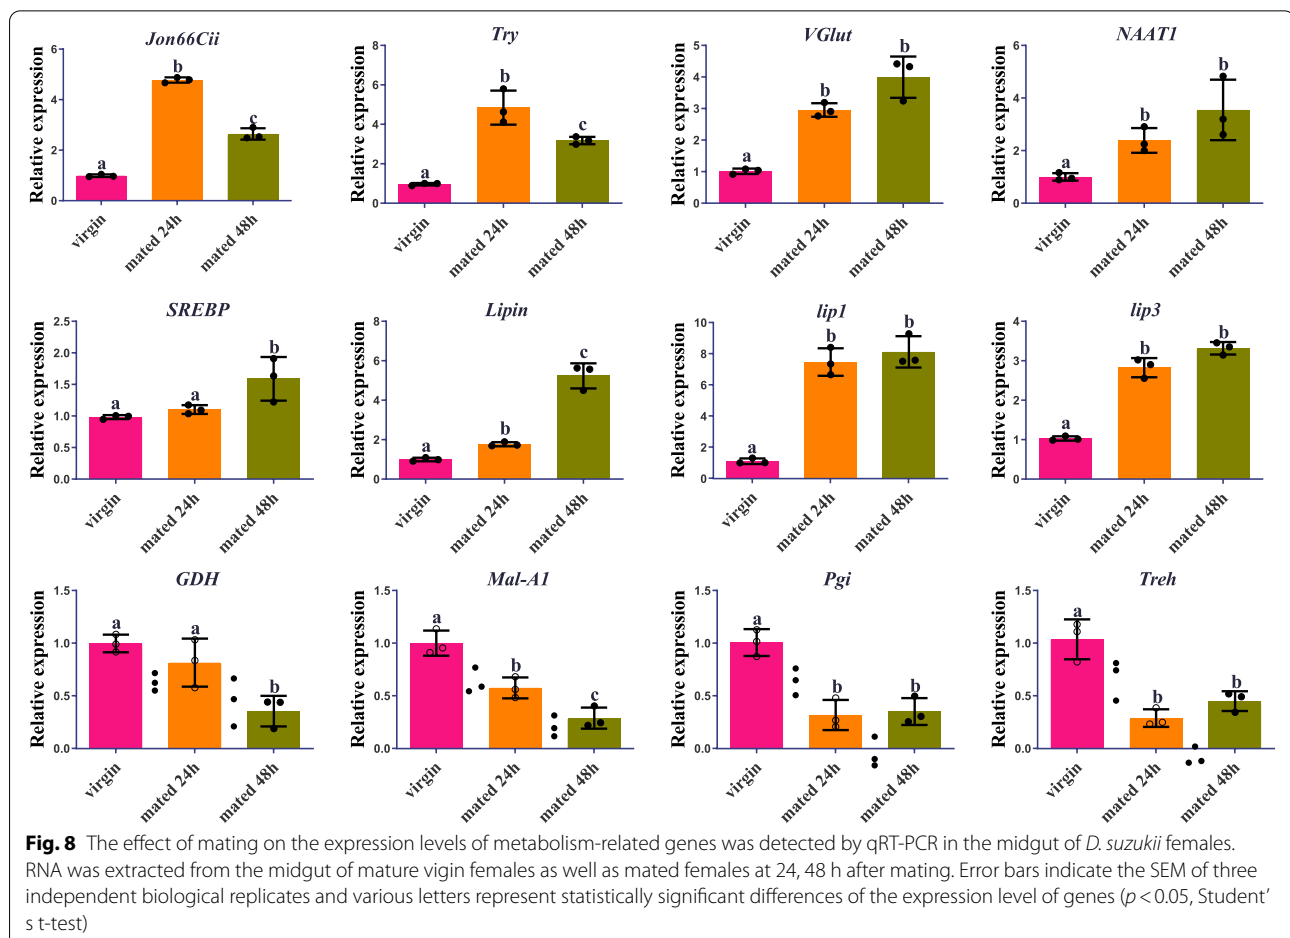 Jon66Cii
Relative expression
6
4
2
0
a
b
c
virgin
mated 24h
mated 48h
Try
Relative expression
8
6
4
2
0
a
b
c
virgin
mated 24h
mated 48h
VGlut
Relative expression
5
4
3
2
1
0
a
b
b
virgin
mated 24h
mated 48h
NAAT1
Relative expression
6
4
2
0
a
b
b
virgin
mated 24h
mated 48h
SREBP
Relative expression
2.5
2.0
1.5
1.0
0.5
0.0
a
a
b
virgin
mated 24h
mated 48h
Lipin
Relative expression
8
6
4
2
0
a
b
c
virgin
mated 24h
mated 48h
lip1
Relative expression
10
8
6
4
2
0
a
b
b
virgin
mated 24h
mated 48h
lip3
Relative expression
4
3
2
1
0
a
b
b
virgin
mated 24h
mated 48h
GDH
Relative expression
1.5
1.0
0.5
0.0
a
a
b
virgin
mated 24h
mated 48h
Mal-A1
Relative expression
1.5
1.0
0.5
0.0
a
b
c
virgin
mated 24h
mated 48h
Pgi
Relative expression
1.5
1.0
0.5
0.0
a
b
b
virgin
mated 24h
mated 48h
Treh
Relative expression
1.5
1.0
0.5
0.0
a
b
b
virgin
mated 24h
mated 48h
Fig. 8 The effect of mating on the expression levels of metabolism-related genes was detected by qRT-PCR in the midgut of D. suzukii females.
RNA was extracted from the midgut of mature vigin females as well as mated females at 24, 48 h after mating. Error bars indicate the SEM of three
independent biological replicates and various letters represent statistically significant differences of the expression level of genes (p < 0.05, Student'
s t-test)